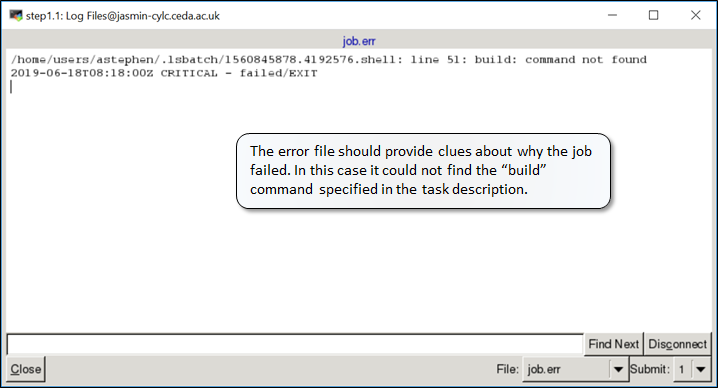 step1.1: Log Files@jasmin-cylc.ceda.ac.uk
job.err
/home/users/astephen/.lsbatch/1560845878.4192576.shell: line 51: build: command not found
2019-06-18T08:18:00Z CRITICAL - failed/EXIT
The error file should provide clues about why the job
failed. In this case it could not find the “build”
command specified in the task description.
Find Next Disconnect
Close File: job.err Submit: 1